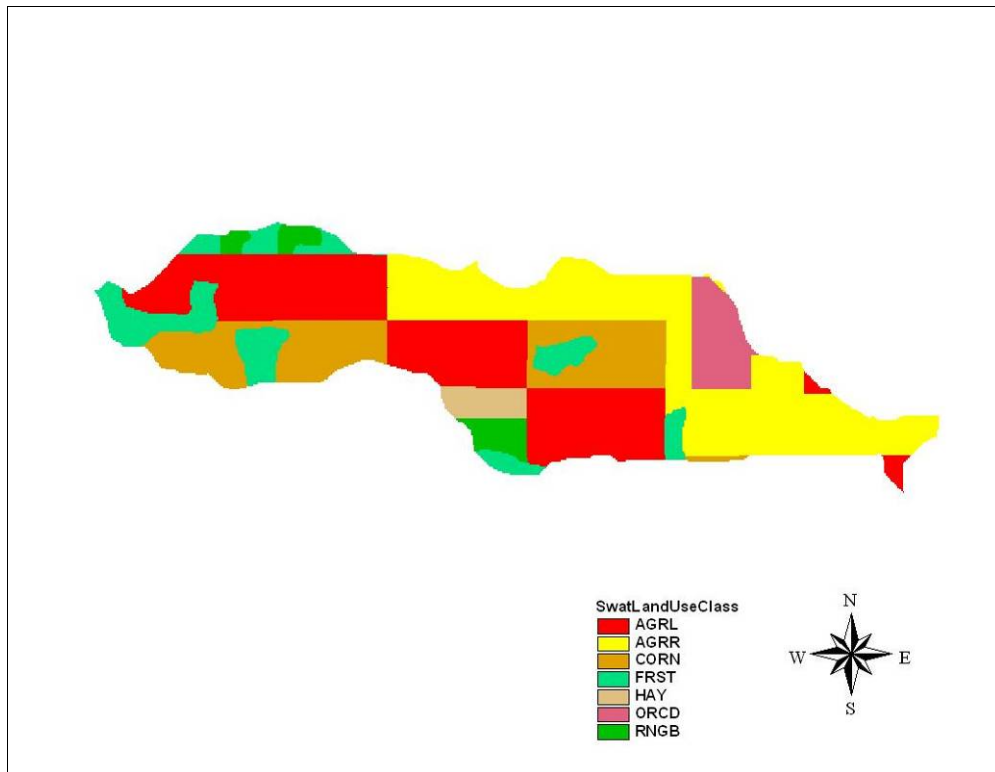 SwatLandUseClass
AGRL
AGRR
CORN
FRST
HAY
ORCD
RNGB
N
W E
S